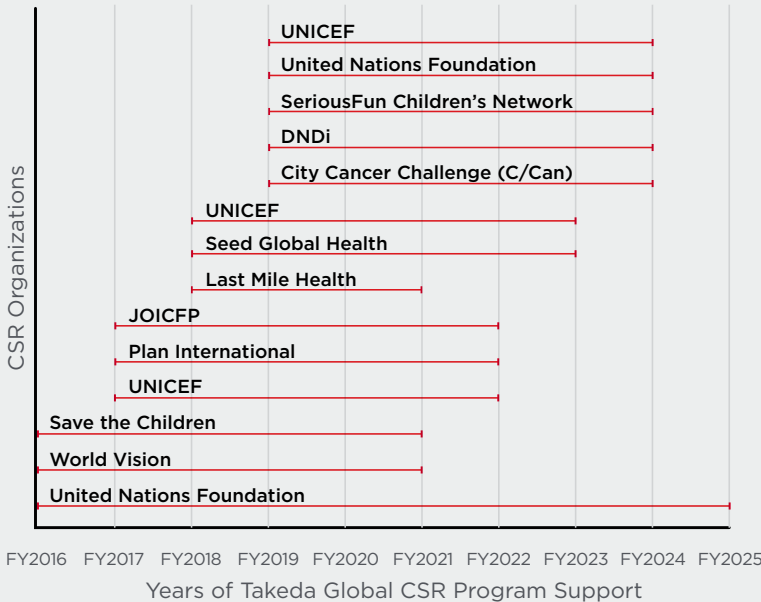 UNICEF
United Nations Foundation
SeriousFun Children's Network
DNDi
City Cancer Challenge (C/Can)
UNICEF
Seed Global Health
Last Mile Health
JOICFP
Plan International
UNICEF
Save the Children
World Vision
United Nations Foundation
CSR Organizations
FY2016 FY2017 FY2018 FY2019 FY2020 FY2021 FY2022 FY2023 FY2024 FY2025
Years of Takeda Global CSR Program Support